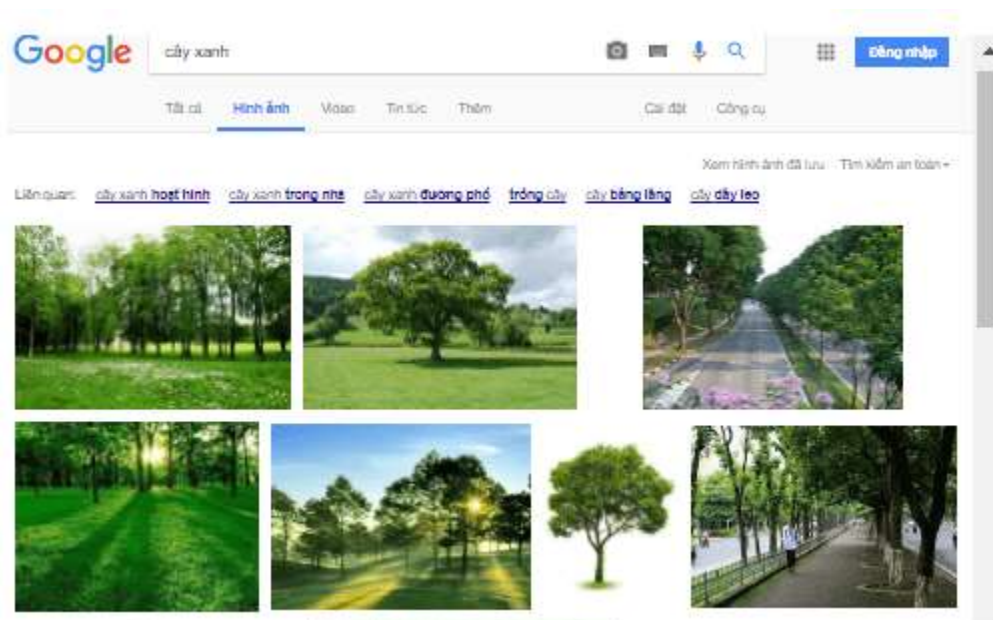 Google cây xanh Đăng nhập
Tất cả Hình ảnh Video Tin tức Thêm Cài đặt Công cụ
Xem hình ảnh đã lưu Tìm kiếm an toàn
Liên quan: cây xanh hoạt hình cây xanh trong nhà cây xanh đường phố trồng cây cây bằng lăng cây dây leo